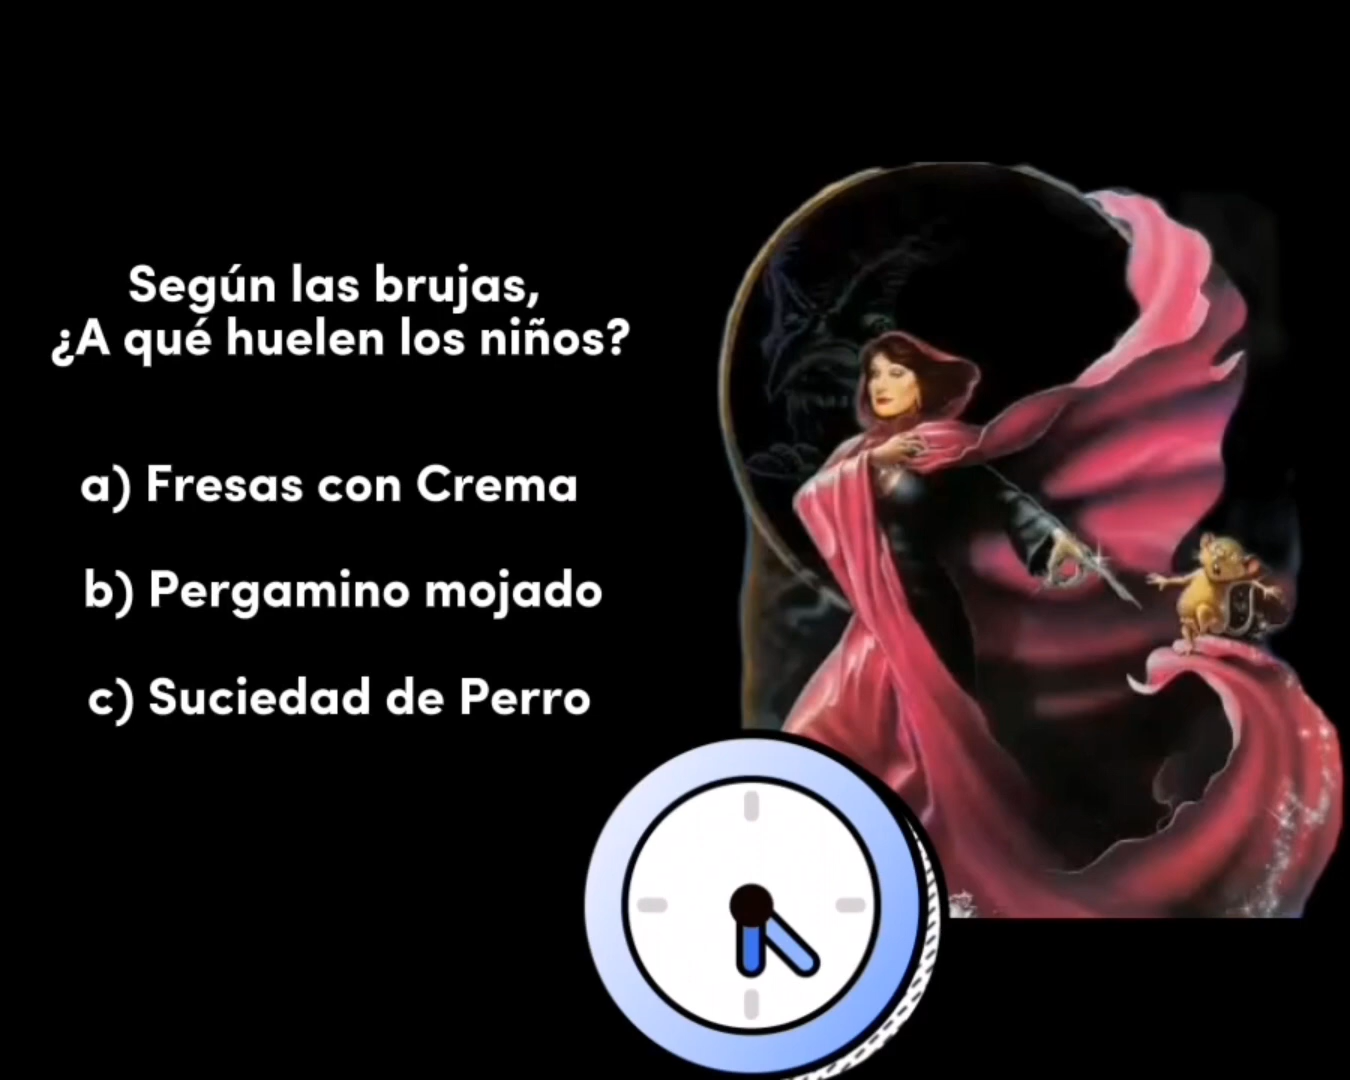 Según las brujas,
¿A qué huelen los niños?
a) Fresas con Crema
b) Pergamino mojado
c) Suciedad de Perro